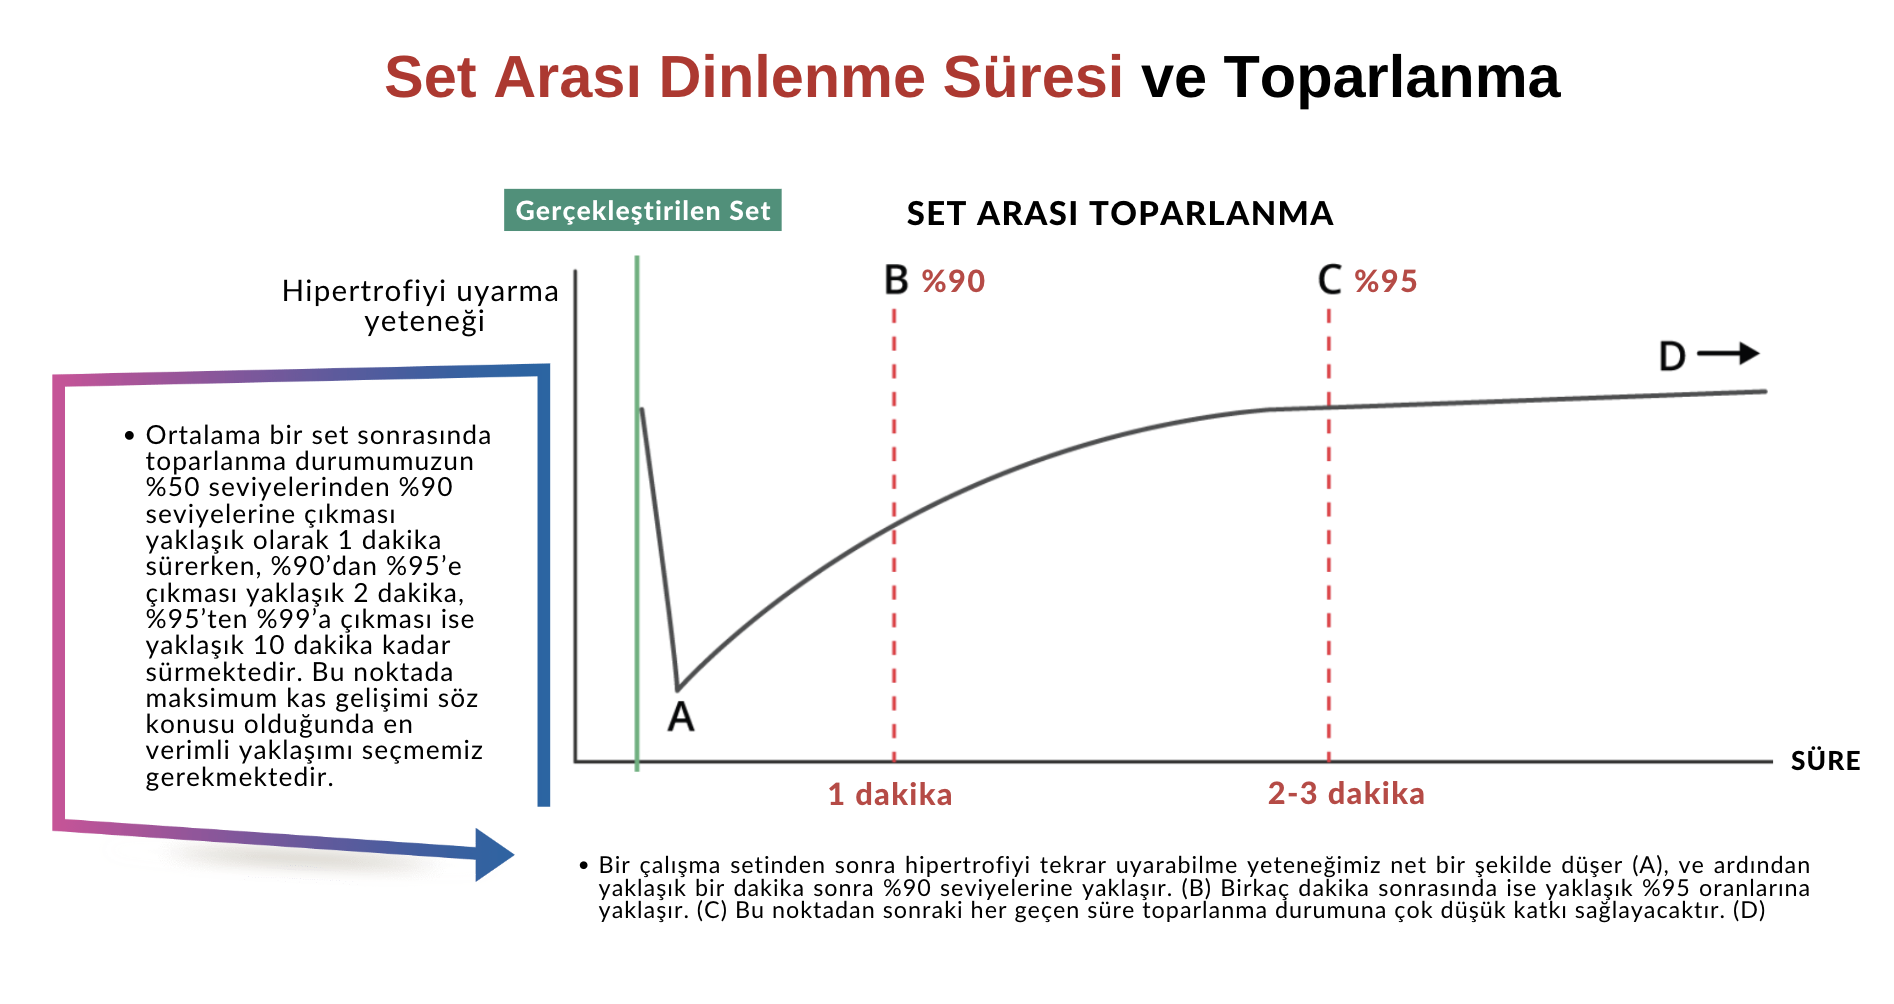 Set Arası Dinlenme Süresi ve Toparlanma
Gerçekleştirilen Set
SET ARASI TOPARLANMA
B %90
C %95
Hipertrofiyi uyarma
yeteneği
D
• Ortalama bir set sonrasında
toparlanma durumumuzun
%50 seviyelerinden %90
seviyelerine çıkması
yaklaşık olarak 1 dakika
sürerken, %90’dan %95’e
çıkması yaklaşık 2 dakika,
%95’ten %99’a çıkması ise
yaklaşık 10 dakika kadar
sürmektedir. Bu noktada
maksimum kas gelişimi söz
konusu olduğunda en
verimli yaklaşımı seçmemiz
gerekmektedir.
A
SÜRE
1 dakika
2-3 dakika
• Bir çalışma setinden sonra hipertrofiyi tekrar uyarabilme yeteneğimiz net bir şekilde düşer (A), ve ardından
yaklaşık bir dakika sonra %90 seviyelerine yaklaşır. (B) Birkaç dakika sonrasında ise yaklaşık %95 oranlarına
yaklaşır. (C) Bu noktadan sonraki her geçen süre toparlanma durumuna çok düşük katkı sağlayacaktır. (D)